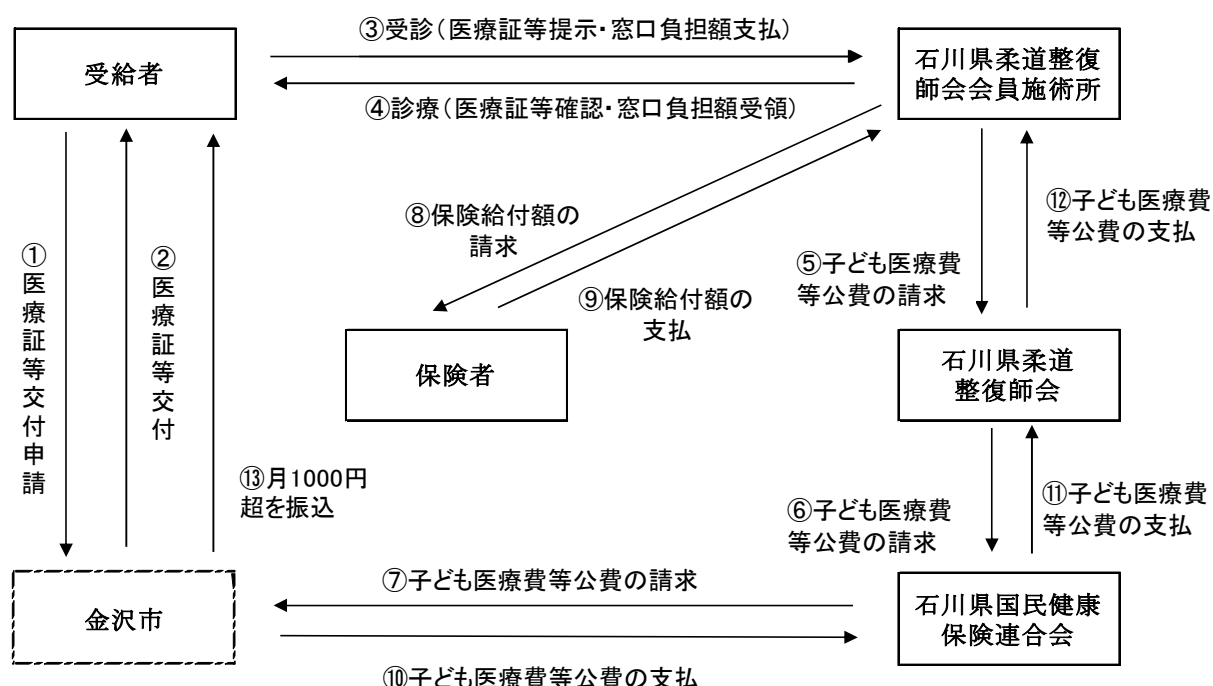 ③受診(医療証等提示・窓口負担額支払)
受給者
石川県柔道整復
師会会員施術所
④診療(医療証等確認・窓口負担額受領)
⑧保険給付額の
請求
⑫子ども医療費
等公費の支払
①医療証等交付申請
②医療証等交付
⑤子ども医療費
等公費の請求
⑨保険給付額の
支払
保険者
石川県柔道
整復師会
⑬月1000円
超を振込
⑥子ども医療費
等公費の請求
⑪子ども医療費
等公費の支払
⑦子ども医療費等公費の請求
金沢市
石川県国民健康
保険連合会
⑩子ども医療費等公費の支払